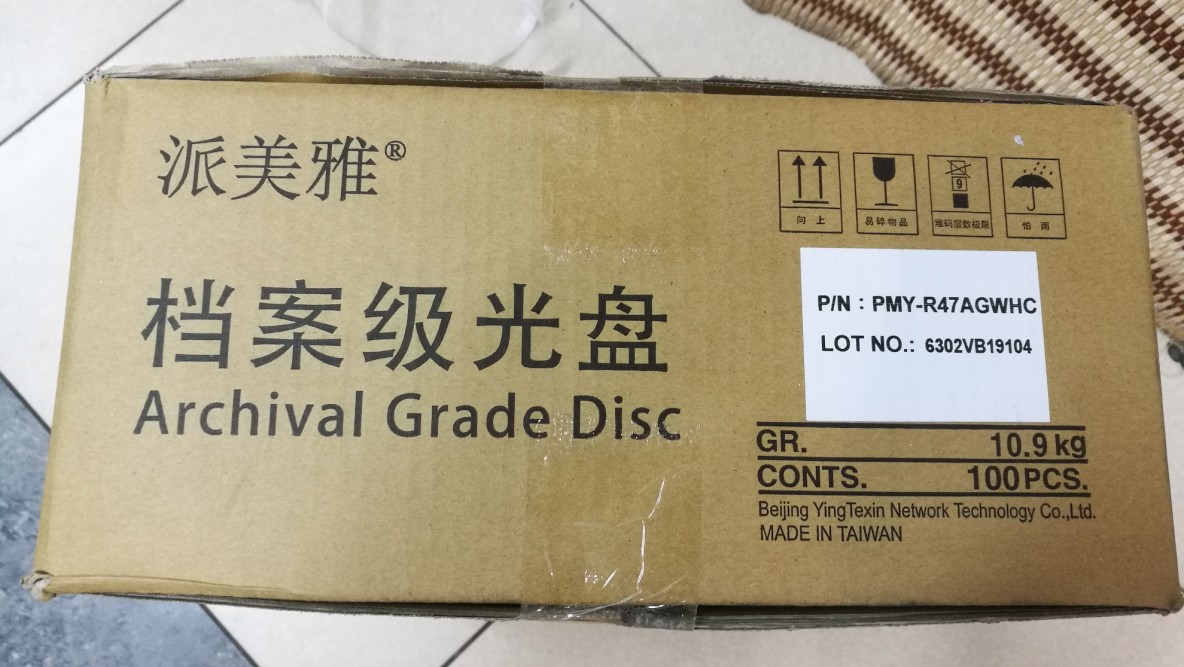 派美雅®
档案级光盘
Archival Grade Disc
向上
易碎物品
9
堆码层数极限
怕雨
P/N : PMY-R47AGWHC
LOT NO.: 6302VB19104
GR. 10.9 kg
CONTS. 100 PCS.
Beijing YingTexin Network Technology Co.,Ltd.
MADE IN TAIWAN